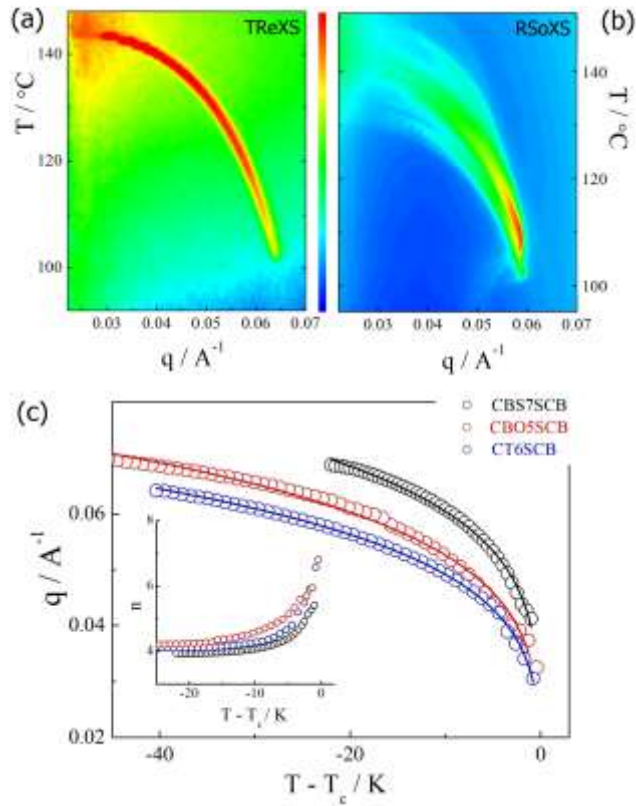 (a)
TReXS
T / °C
140
120
100
0.03 0.04 0.05 0.06 0.07
q / A⁻¹
RSoXS
(b)
T / °C
140
120
100
0.03 0.04 0.05 0.06 0.07
q / A⁻¹
(c)
CBS7SCB
CBO5SCB
CT6SCB
q / A⁻¹
0.06
0.04
0.02
n
8
6
4
-20 -10 0
T - Tc / K
-40 -20 0
T - Tc / K